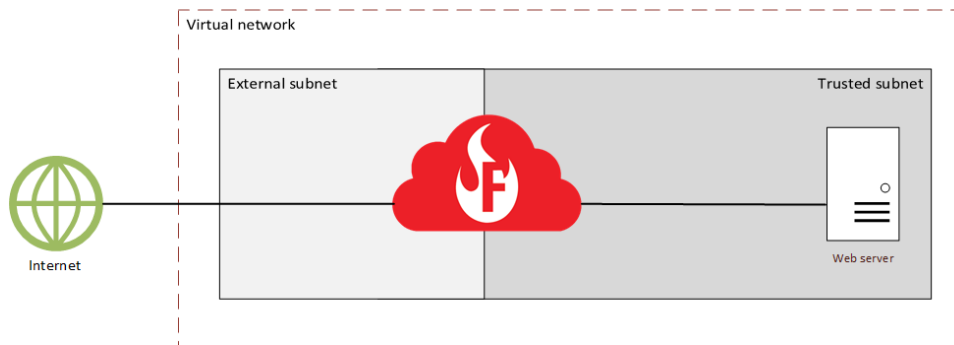 Virtual network
External subnet
Trusted subnet
F
Internet
Web server